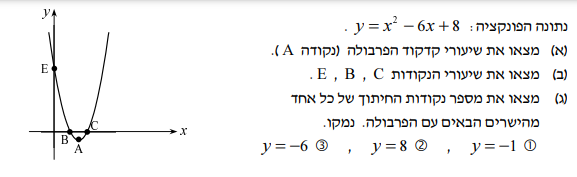 נתונה הפונקציה: y = x² − 6x + 8 .
(א) מצאו את שיעורי קדקוד הפרבולה (נקודה A ).
(ב) מצאו את שיעורי הנקודות E , B , C .
(ג) מצאו את מספר נקודות החיתוך של כל אחד
מהישרים הבאים עם הפרבולה. נמקו.
① y = −1 , ② y = 8 , ③ y = −6
y
E
B
C
A
x